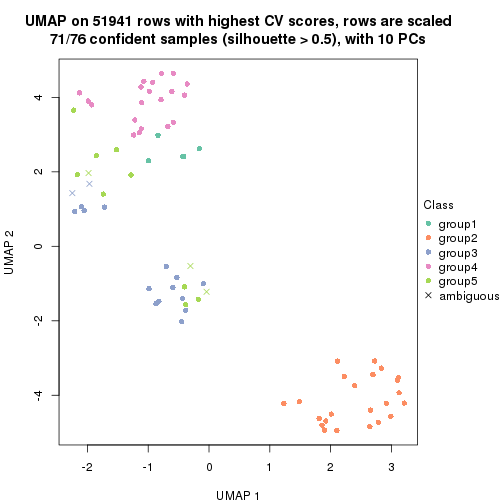 UMAP on 51941 rows with highest CV scores, rows are scaled
71/76 confident samples (silhouette > 0.5), with 10 PCs
4
2
0
-2
-4
UMAP 2
-2
-1
0
1
2
3
UMAP 1
Class
group1
group2
group3
group4
group5
ambiguous